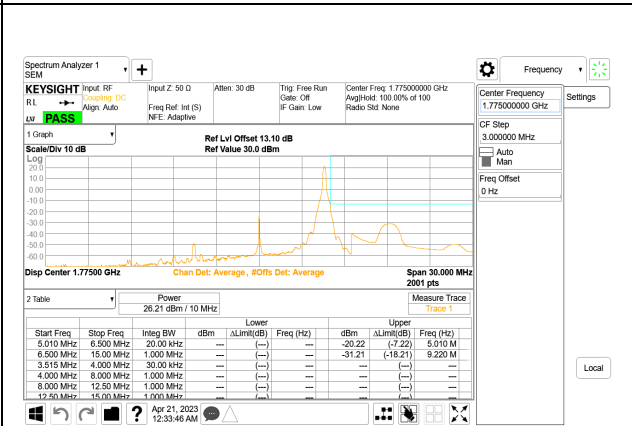 Spectrum Analyzer 1
SEM
Frequency
KEYSIGHT
R L
LXI
PASS
Input: RF
Coupling: DC
Align: Auto
Input Z: 50 Ω
Freq Ref: Int (S)
NFE: Adaptive
Atten: 30 dB
Trig: Free Run
Gate: Off
IF Gain: Low
Center Freq: 1.775000000 GHz
Avg|Hold: 100.00% of 100
Radio Std: None
Center Frequency
1.775000000 GHz
Settings
CF Step
3.000000 MHz
Auto
Man
Freq Offset
0 Hz
1 Graph
Scale/Div 10 dB
Ref Lvl Offset 13.10 dB
Ref Value 30.0 dBm
Log
20.0
10.0
0.00
-10.0
-20.0
-30.0
-40.0
-50.0
-60.0
Disp Center 1.77500 GHz
Chan Det: Average, #Offs Det: Average
Span 30.000 MHz
2001 pts
2 Table
Power
26.21 dBm / 10 MHz
Measure Trace
Trace 1
Lower Upper
Start Freq Stop Freq Integ BW dBm ΔLimit(dB) Freq (Hz) dBm ΔLimit(dB) Freq (Hz)
5.010 MHz 6.500 MHz 20.00 kHz --- (---) --- -20.22 (-7.22) 5.010 M
6.500 MHz 15.00 MHz 1.000 MHz --- (---) --- -31.21 (-18.21) 9.220 M
3.515 MHz 4.000 MHz 30.00 kHz --- (---) --- --- (---) ---
4.000 MHz 8.000 MHz 1.000 MHz --- (---) --- --- (---) ---
8.000 MHz 12.50 MHz 1.000 MHz --- (---) --- --- (---) ---
12.50 MHz 15.00 MHz 1.000 MHz --- (---) --- --- (---) ---
Local
?
Apr 21, 2023
12:33:46 AM